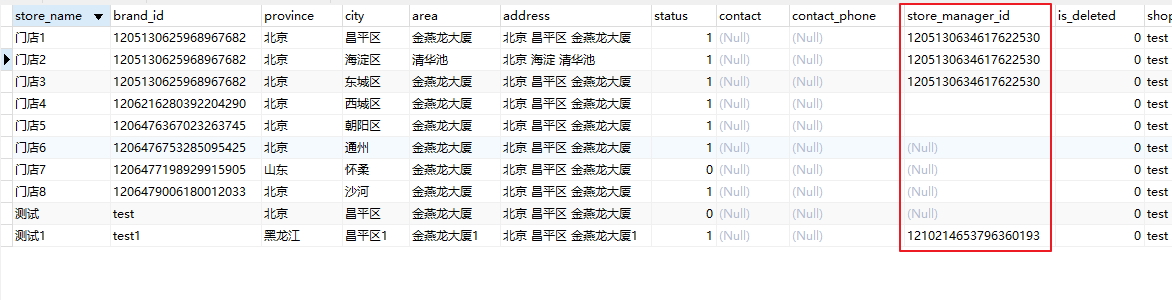 store_name brand_id province city area address status contact contact_phone store_manager_id is_deleted shop
门店1 1205130625968967682 北京 昌平区 金燕龙大厦 北京 昌平区 金燕龙大厦 1 (Null) (Null) 1205130634617622530 0 test
门店2 1205130625968967682 北京 海淀区 清华池 北京 海淀 清华池 1 (Null) (Null) 1205130634617622530 0 test
门店3 1205130625968967682 北京 东城区 金燕龙大厦 北京 昌平区 金燕龙大厦 1 (Null) (Null) 1205130634617622530 0 test
门店4 1206216280392204290 北京 西城区 金燕龙大厦 北京 昌平区 金燕龙大厦 1 (Null) (Null) 0 test
门店5 1206476367023263745 北京 朝阳区 金燕龙大厦 北京 昌平区 金燕龙大厦 1 (Null) (Null) 0 test
门店6 1206476753285095425 北京 通州 金燕龙大厦 北京 昌平区 金燕龙大厦 1 (Null) (Null) (Null) 0 test
门店7 1206477198929915905 山东 怀柔 金燕龙大厦 北京 昌平区 金燕龙大厦 0 (Null) (Null) (Null) 0 test
门店8 1206479006180012033 北京 沙河 金燕龙大厦 北京 昌平区 金燕龙大厦 1 (Null) (Null) (Null) 0 test
测试 test 北京 昌平区 金燕龙大厦 北京 昌平区 金燕龙大厦 0 (Null) (Null) (Null) 0 test
测试1 test1 黑龙江 昌平区1 金燕龙大厦1 北京 昌平区 金燕龙大厦1 1 (Null) (Null) 1210214653796360193 0 test